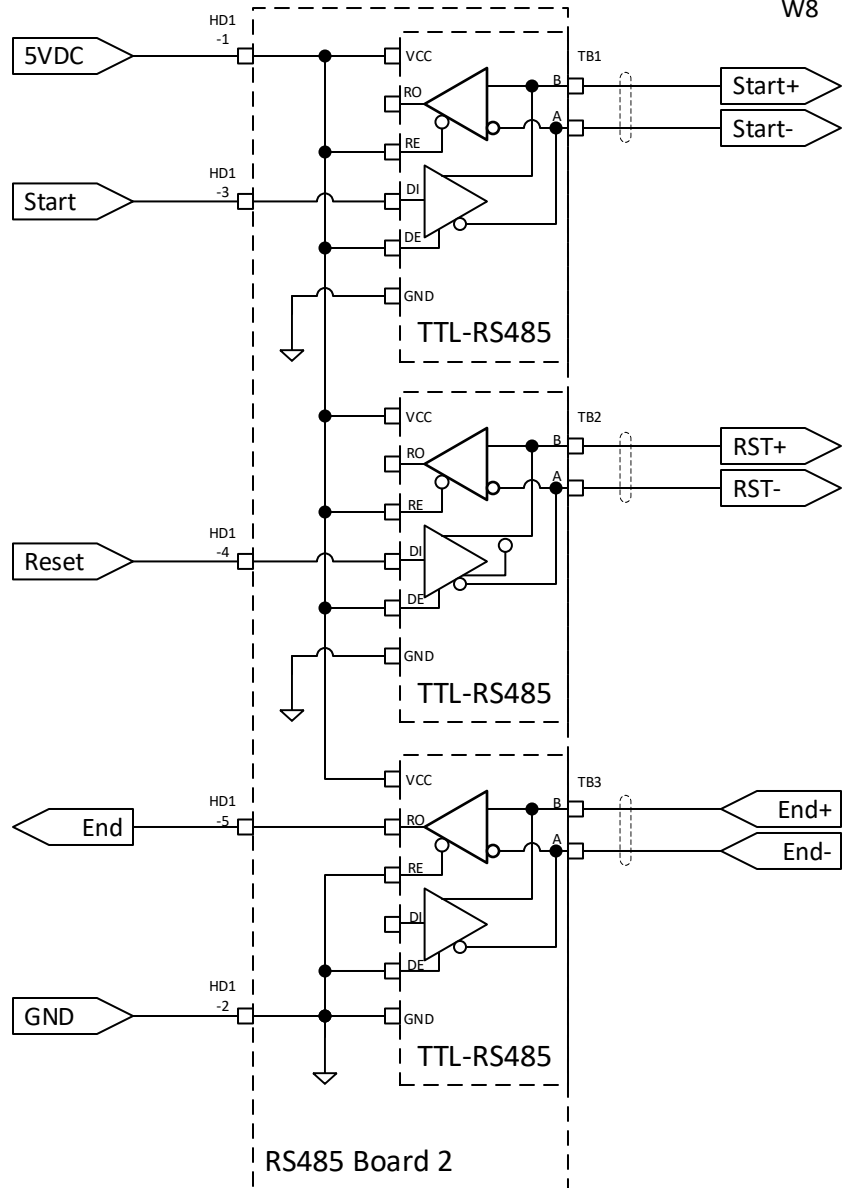 W8
HD1
-1
5VDC
VCC
TB1
B
Start+
RO
A
Start-
RE
HD1
-3
Start
DI
DE
GND
TTL-RS485
VCC
TB2
B
RST+
RO
A
RST-
RE
HD1
-4
Reset
DI
DE
GND
TTL-RS485
VCC
TB3
HD1
-5
End
RO
B
End+
A
End-
RE
DI
DE
HD1
-2
GND
GND
TTL-RS485
RS485 Board 2